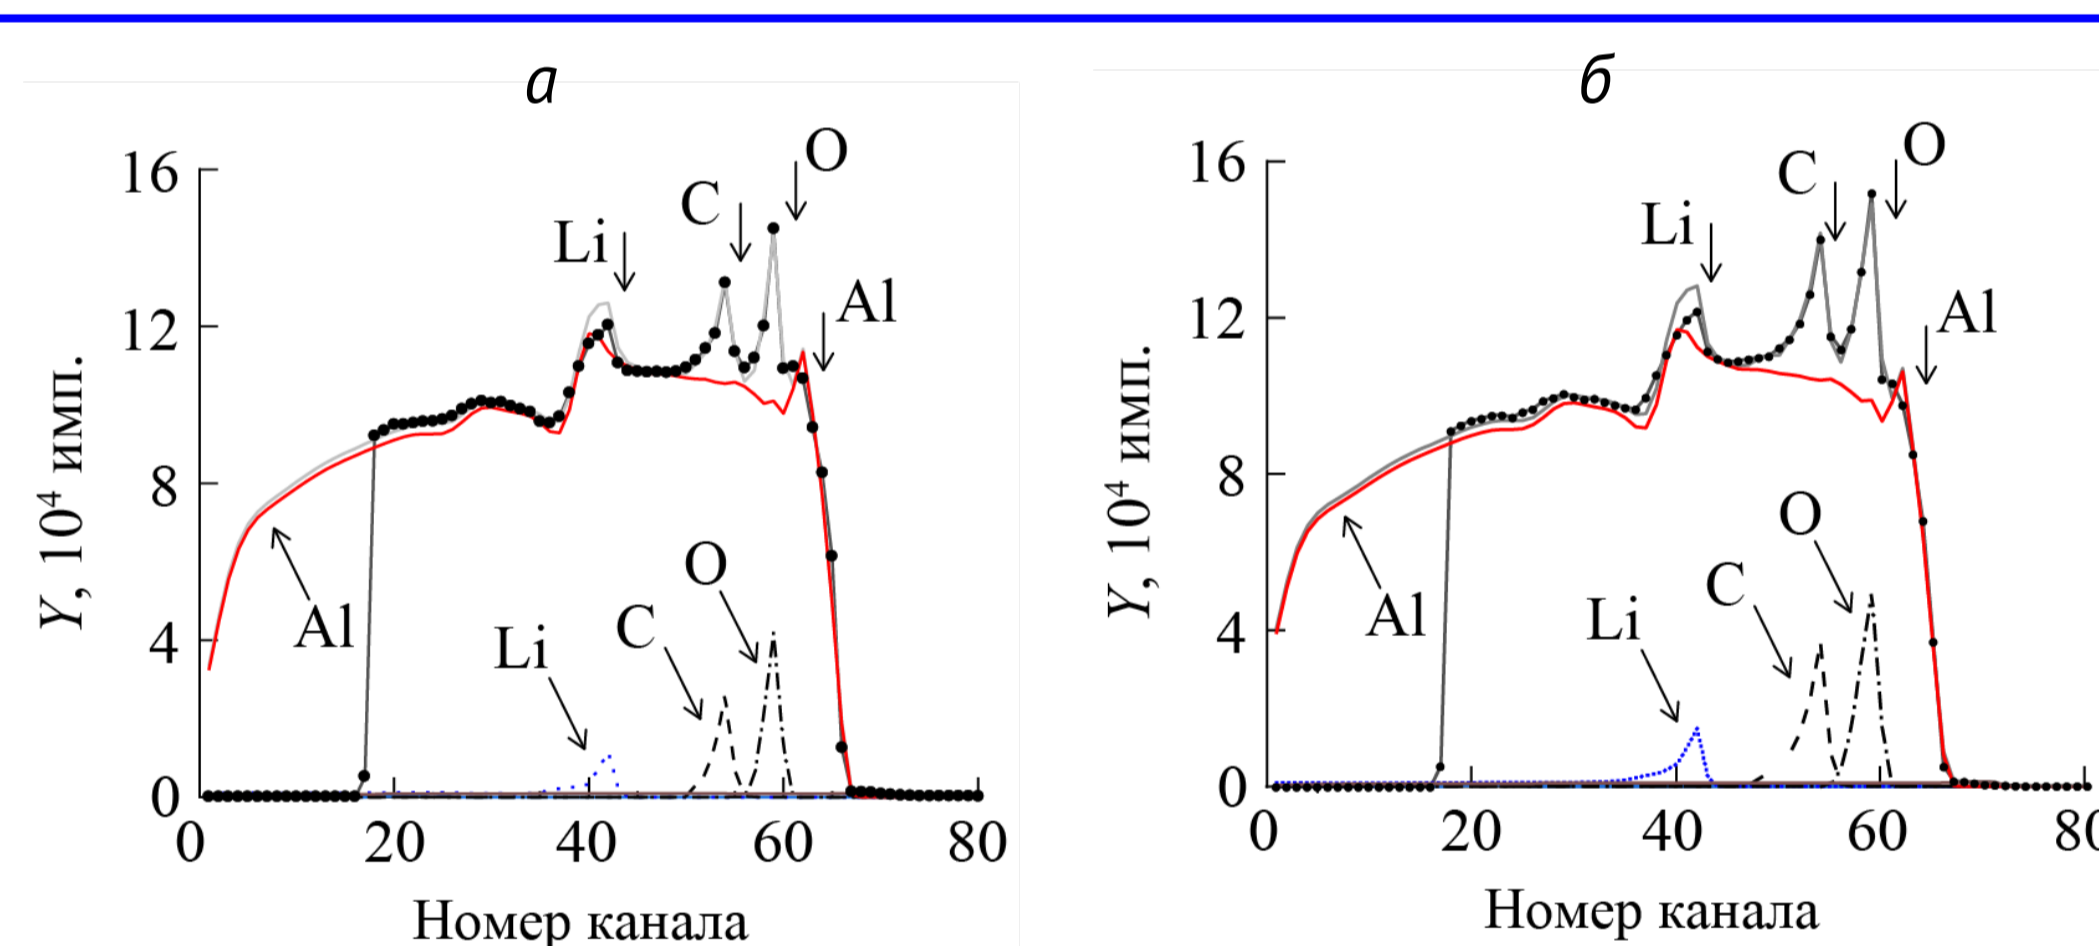 а
16
12
8
4
0
Y, 10⁴ имп.
Li
C
O
Al
Al
Li
C
O
0 20 40 60 80
Номер канала
б
16
12
8
4
0
Y, 10⁴ имп.
Li
C
O
Al
Al
Li
C
O
0 20 40 60 80
Номер канала